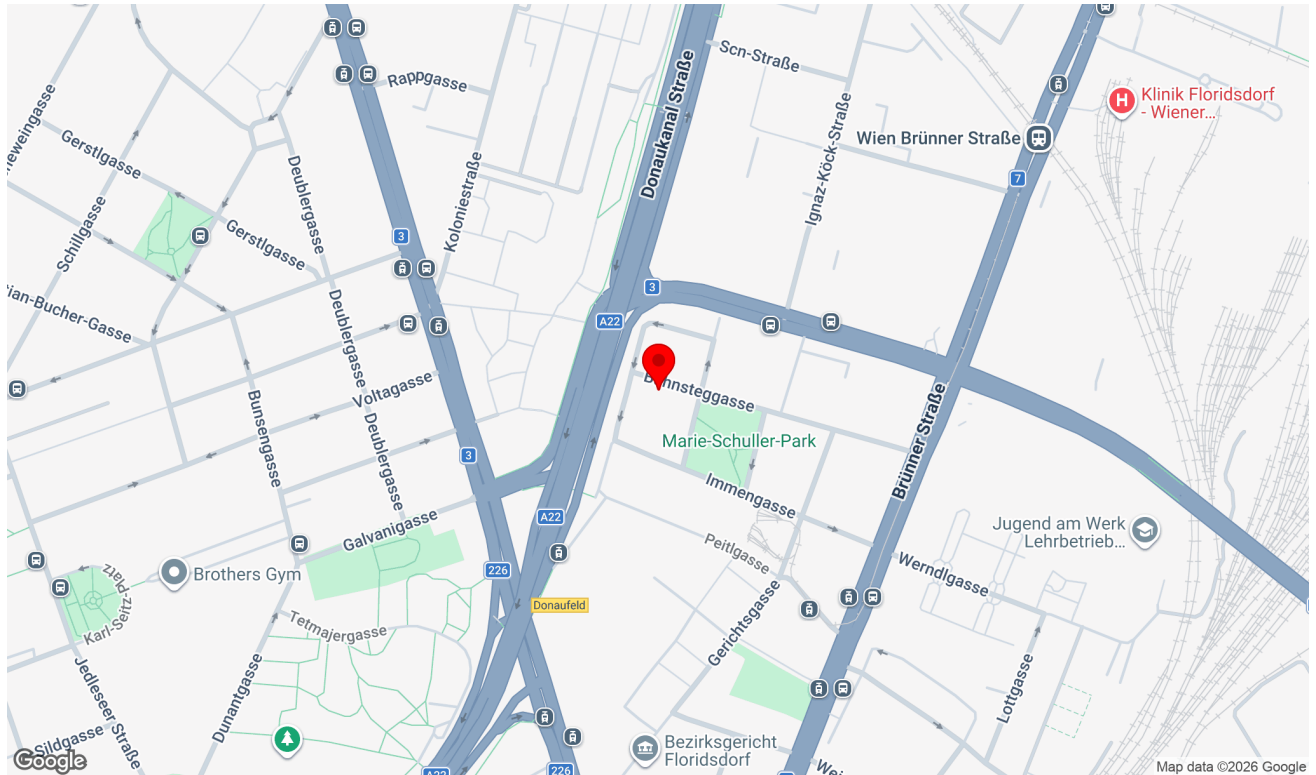 Scn-Straße
Rappgasse
Donaukanal Straße
Klinik Floridsdorf
- Wiener...
Gerstlgasse
Wien Brünner Straße
Ignaz-Köck-Straße
Deublergasse
Koloniestraße
7
Schillgasse
Gerstlgasse
3
3
A22
Deublergasse
Voltagasse
Bunsengasse
Marie-Schuller-Park
Brünner Straße
Deublergasse
3
Immengasse
A22
Galvanigasse
Jugend am Werk
Lehrbetrieb...
Peitlgasse
Werndlgasse
Brothers Gym
226
Karl-Seitz-
Platz
Donaufeld
Tetmajergasse
Gerichtsgasse
Jedleseer Straße
Dunantgasse
Lottgasse
Sildgasse
Bezirksgericht
Floridsdorf
Google
A22
226
Map data ©2026 Google